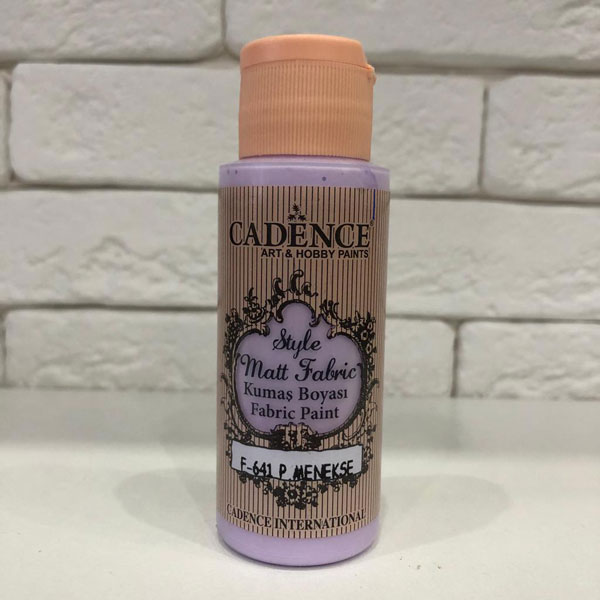 CADENCE
ART & HOBBY PAINTS
Style
Matt Fabric
Kumaş Boyası
Fabric Paint
F-641 P MENEKSE
CADENCE INTERNATIONAL